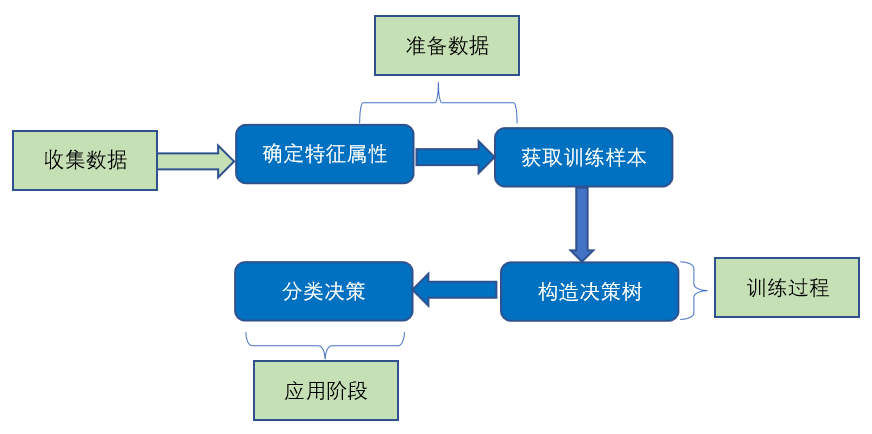 准备数据
收集数据
确定特征属性
获取训练样本
分类决策
构造决策树
训练过程
应用阶段